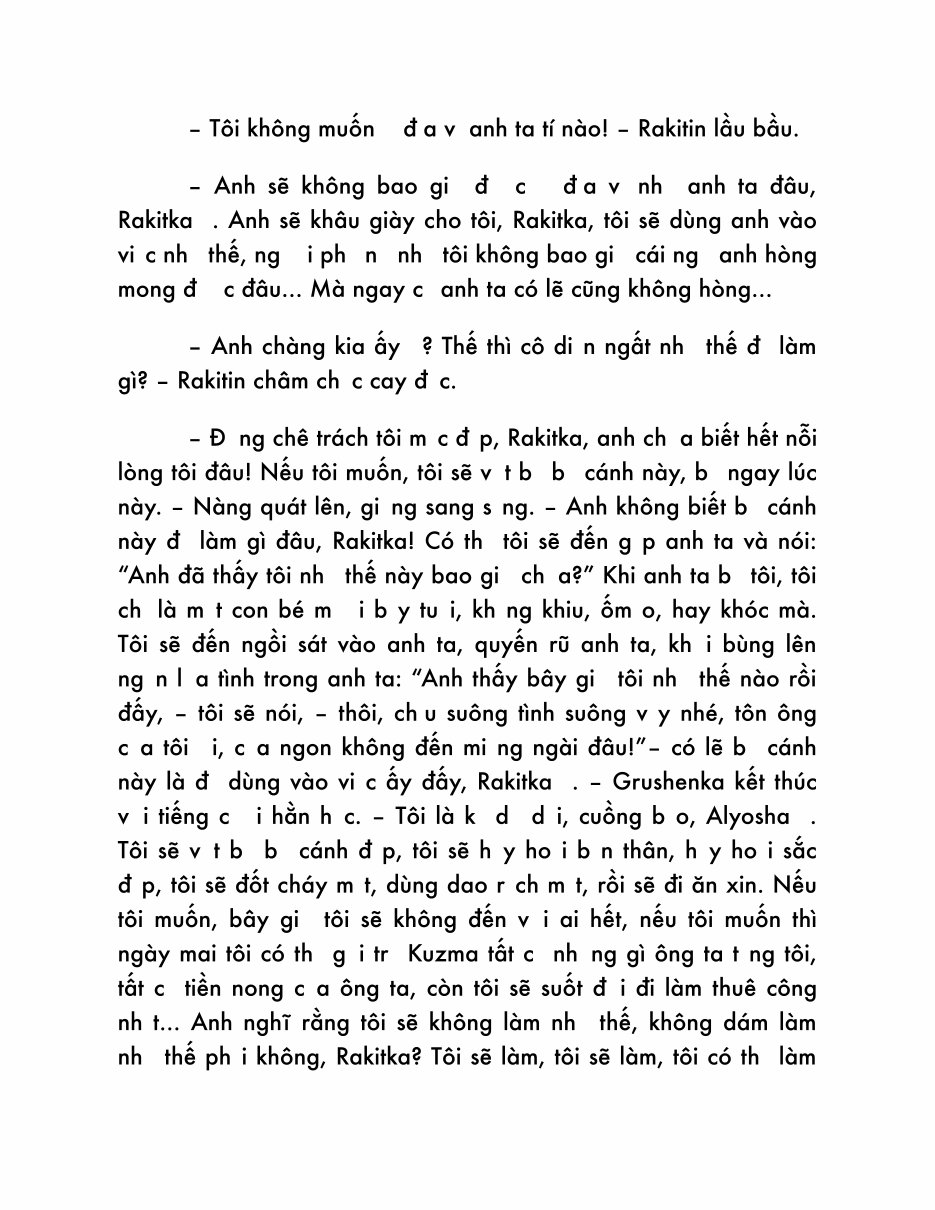 – Tôi không muốn đ a v anh ta tí nào! – Rakitin lầu bầu.
– Anh sẽ không bao gi đ c đ a v nh anh ta đâu,
Rakitka . Anh sẽ khâu giày cho tôi, Rakitka, tôi sẽ dùng anh vào
vi c nh thế, ng i ph n nh tôi không bao gi cái ng anh hòng
mong đ c đâu... Mà ngay c anh ta có lẽ cũng không hòng...
– Anh chàng kia ấy ? Thế thì cô di n ngất nh thế đ làm
gì? – Rakitin châm ch c cay đ c.
– Đ ng chê trách tôi m c đ p, Rakitka, anh ch a biết hết nỗi
lòng tôi đâu! Nếu tôi muốn, tôi sẽ v t b b cánh này, b ngay lúc
này. – Nàng quát lên, gi ng sang s ng. – Anh không biết b cánh
này đ làm gì đâu, Rakitka! Có th tôi sẽ đến g p anh ta và nói:
“Anh đã thấy tôi nh thế này bao gi ch a?” Khi anh ta b tôi, tôi
ch là m t con bé m i b y tu i, kh ng khiu, ốm o, hay khóc mà.
Tôi sẽ đến ngồi sát vào anh ta, quyến rũ anh ta, kh i bùng lên
ng n l a tình trong anh ta: “Anh thấy bây gi tôi nh thế nào rồi
đấy, – tôi sẽ nói, – thôi, ch u suông tình suông v y nhé, tôn ông
c a tôi i, c a ngon không đến mi ng ngài đâu!”– có lẽ b cánh
này là đ dùng vào vi c ấy đấy, Rakitka . – Grushenka kết thúc
v i tiếng c i hằn h c. – Tôi là k d d i, cuồng b o, Alyosha .
Tôi sẽ v t b b cánh đ p, tôi sẽ h y ho i b n thân, h y ho i sắc
đ p, tôi sẽ đốt cháy m t, dùng dao r ch m t, rồi sẽ đi ăn xin. Nếu
tôi muốn, bây gi tôi sẽ không đến v i ai hết, nếu tôi muốn thì
ngày mai tôi có th g i tr Kuzma tất c nh ng gì ông ta t ng tôi,
tất c tiền nong c a ông ta, còn tôi sẽ suốt đ i đi làm thuê công
nh t... Anh nghĩ rằng tôi sẽ không làm nh thế, không dám làm
nh thế ph i không, Rakitka? Tôi sẽ làm, tôi sẽ làm, tôi có th làm